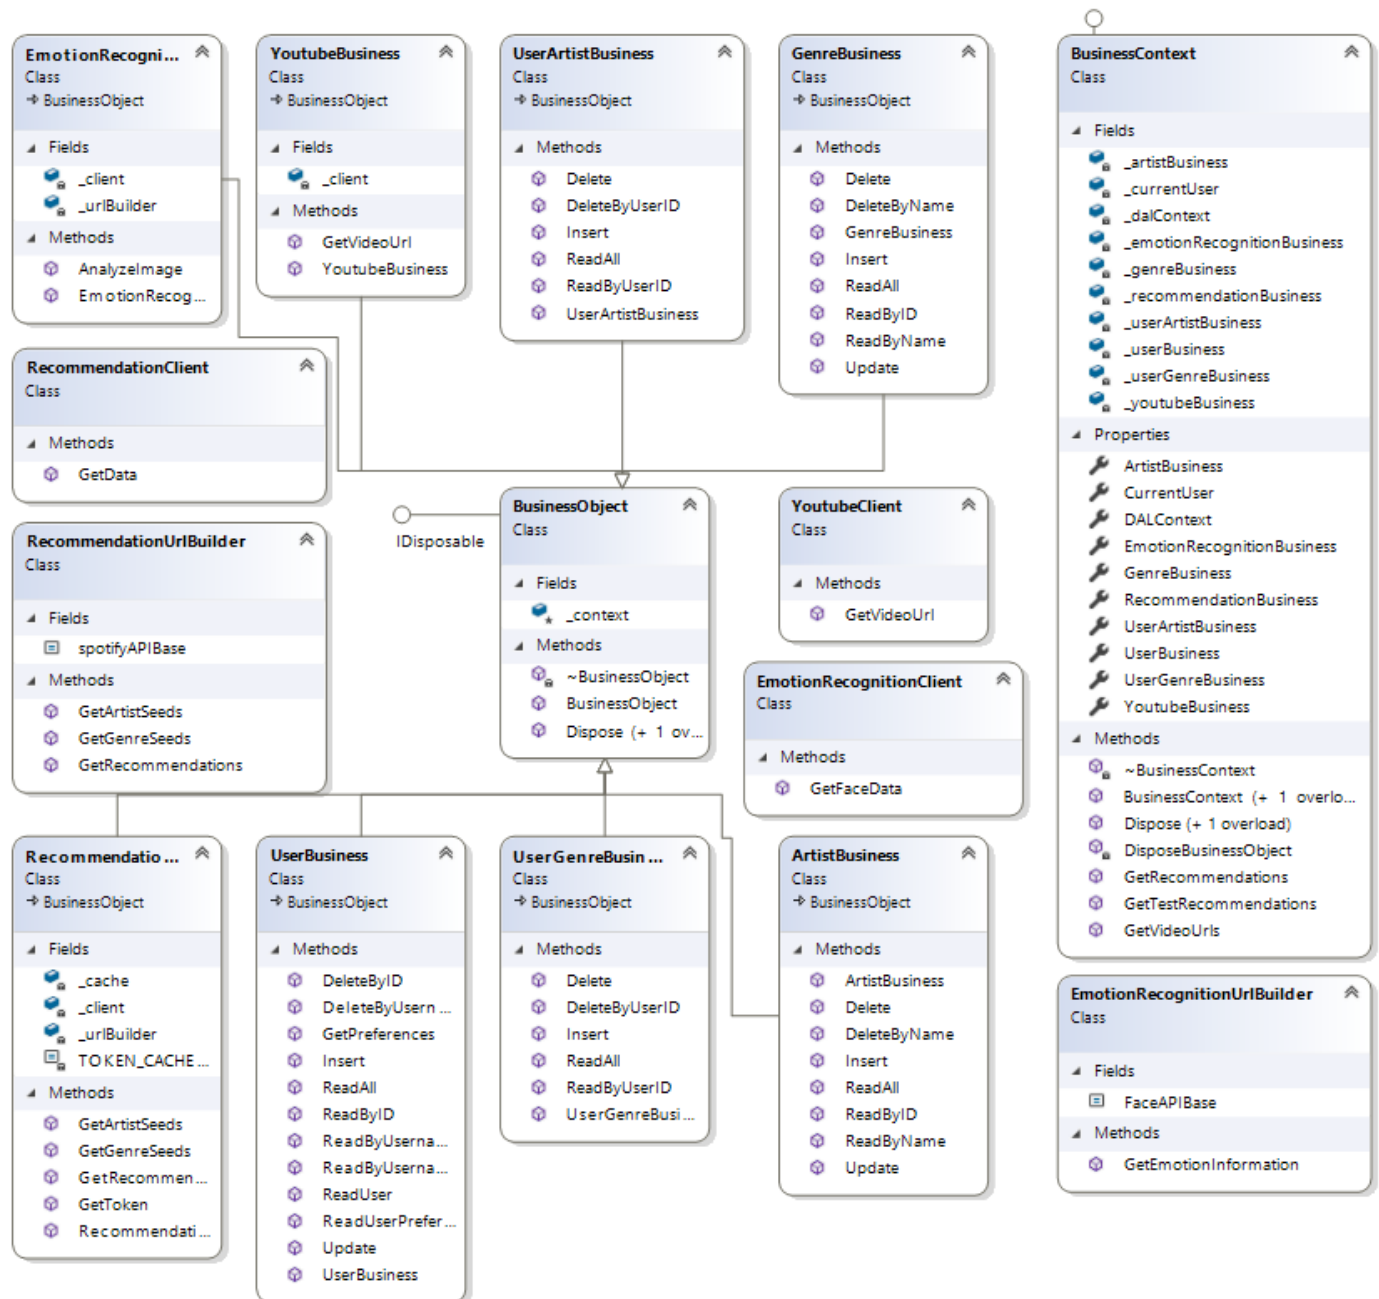 EmotionRecogni...
Class
BusinessObject
Fields
_client
_urlBuilder
Methods
AnalyzeImage
EmotionRecog...
YoutubeBusiness
Class
BusinessObject
Fields
_client
Methods
GetVideoUrl
YoutubeBusiness
UserArtistBusiness
Class
BusinessObject
Methods
Delete
DeleteByUserID
Insert
ReadAll
ReadByUserID
UserArtistBusiness
GenreBusiness
Class
BusinessObject
Methods
Delete
DeleteByName
GenreBusiness
Insert
ReadAll
ReadByID
ReadByName
Update
BusinessContext
Class
Fields
_artistBusiness
_currentUser
_dalContext
_emotionRecognitionBusiness
_genreBusiness
_recommendationBusiness
_userArtistBusiness
_userBusiness
_userGenreBusiness
_youtubeBusiness
Properties
ArtistBusiness
CurrentUser
DALContext
EmotionRecognitionBusiness
GenreBusiness
RecommendationBusiness
UserArtistBusiness
UserBusiness
UserGenreBusiness
YoutubeBusiness
Methods
~BusinessContext
BusinessContext (+ 1 overlo...
Dispose (+ 1 overload)
DisposeBusinessObject
GetRecommendations
GetTestRecommendations
GetVideoUrls
RecommendationClient
Class
Methods
GetData
RecommendationUrlBuilder
Class
Fields
spotifyAPIBase
Methods
GetArtistSeeds
GetGenreSeeds
GetRecommendations
IDisposable
BusinessObject
Class
Fields
_context
Methods
~BusinessObject
BusinessObject
Dispose (+ 1 ov...
YoutubeClient
Class
Methods
GetVideoUrl
EmotionRecognitionClient
Class
Methods
GetFaceData
Recommendatio...
Class
BusinessObject
Fields
_cache
_client
_urlBuilder
TOKEN_CACHE...
Methods
GetArtistSeeds
GetGenreSeeds
GetRecommen...
GetToken
Recommendati...
UserBusiness
Class
BusinessObject
Methods
DeleteByID
DeleteByUsern...
GetPreferences
Insert
ReadAll
ReadByID
ReadByUserna...
ReadByUserna...
ReadUser
ReadUserPrefer...
Update
UserBusiness
UserGenreBusin...
Class
BusinessObject
Methods
Delete
DeleteByUserID
Insert
ReadAll
ReadByUserID
UserGenreBusi...
ArtistBusiness
Class
BusinessObject
Methods
ArtistBusiness
Delete
DeleteByName
Insert
ReadAll
ReadByID
ReadByName
Update
EmotionRecognitionUrlBuilder
Class
Fields
FaceAPIBase
Methods
GetEmotionInformation